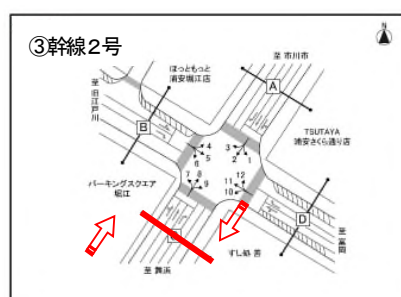 ③幹線２号
ほっともっと
浦安堀江店
至 市川市
A
至 旧江戸川
B
TSUTAYA
浦安さくら通り店
4
5
6
3
2
1
7
8
9
11
12
10
パーキングスクエア
堀江
D
すし処 苦
至 富岡
至 舞浜